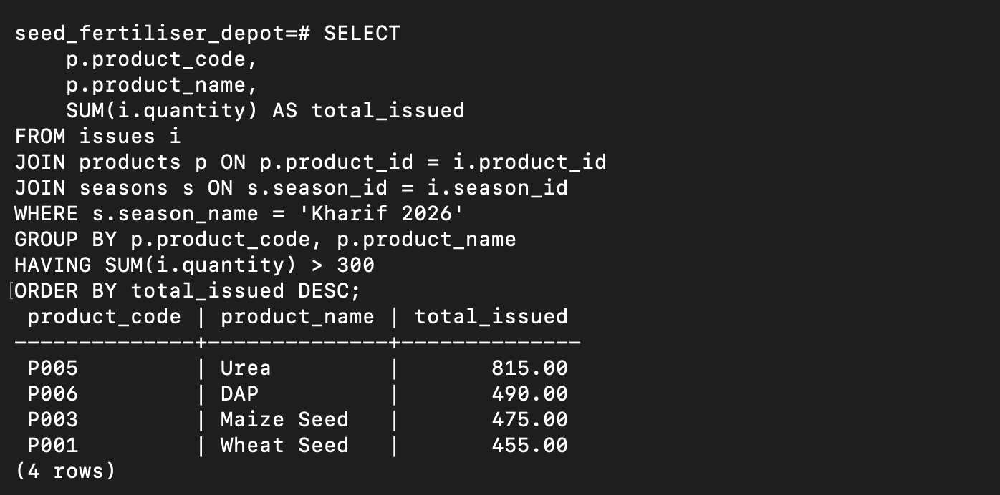 seed_fertiliser_depot=# SELECT
    p.product_code,
    p.product_name,
    SUM(i.quantity) AS total_issued
FROM issues i
JOIN products p ON p.product_id = i.product_id
JOIN seasons s ON s.season_id = i.season_id
WHERE s.season_name = 'Kharif 2026'
GROUP BY p.product_code, p.product_name
HAVING SUM(i.quantity) > 300
[ORDER BY total_issued DESC;
 product_code | product_name | total_issued
--------------+--------------+--------------
 P005         | Urea         |       815.00
 P006         | DAP          |       490.00
 P003         | Maize Seed   |       475.00
 P001         | Wheat Seed   |       455.00
(4 rows)